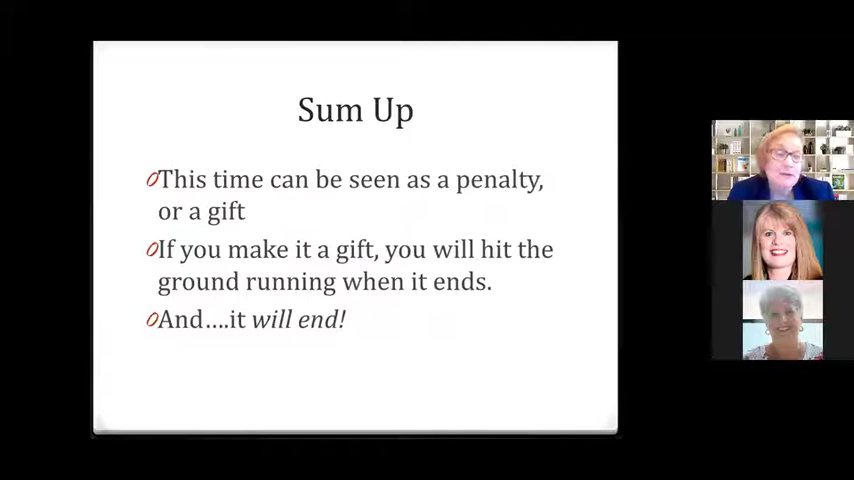 Sum Up
This time can be seen as a penalty,
or a gift
If you make it a gift, you will hit the
ground running when it ends.
And....it will end!